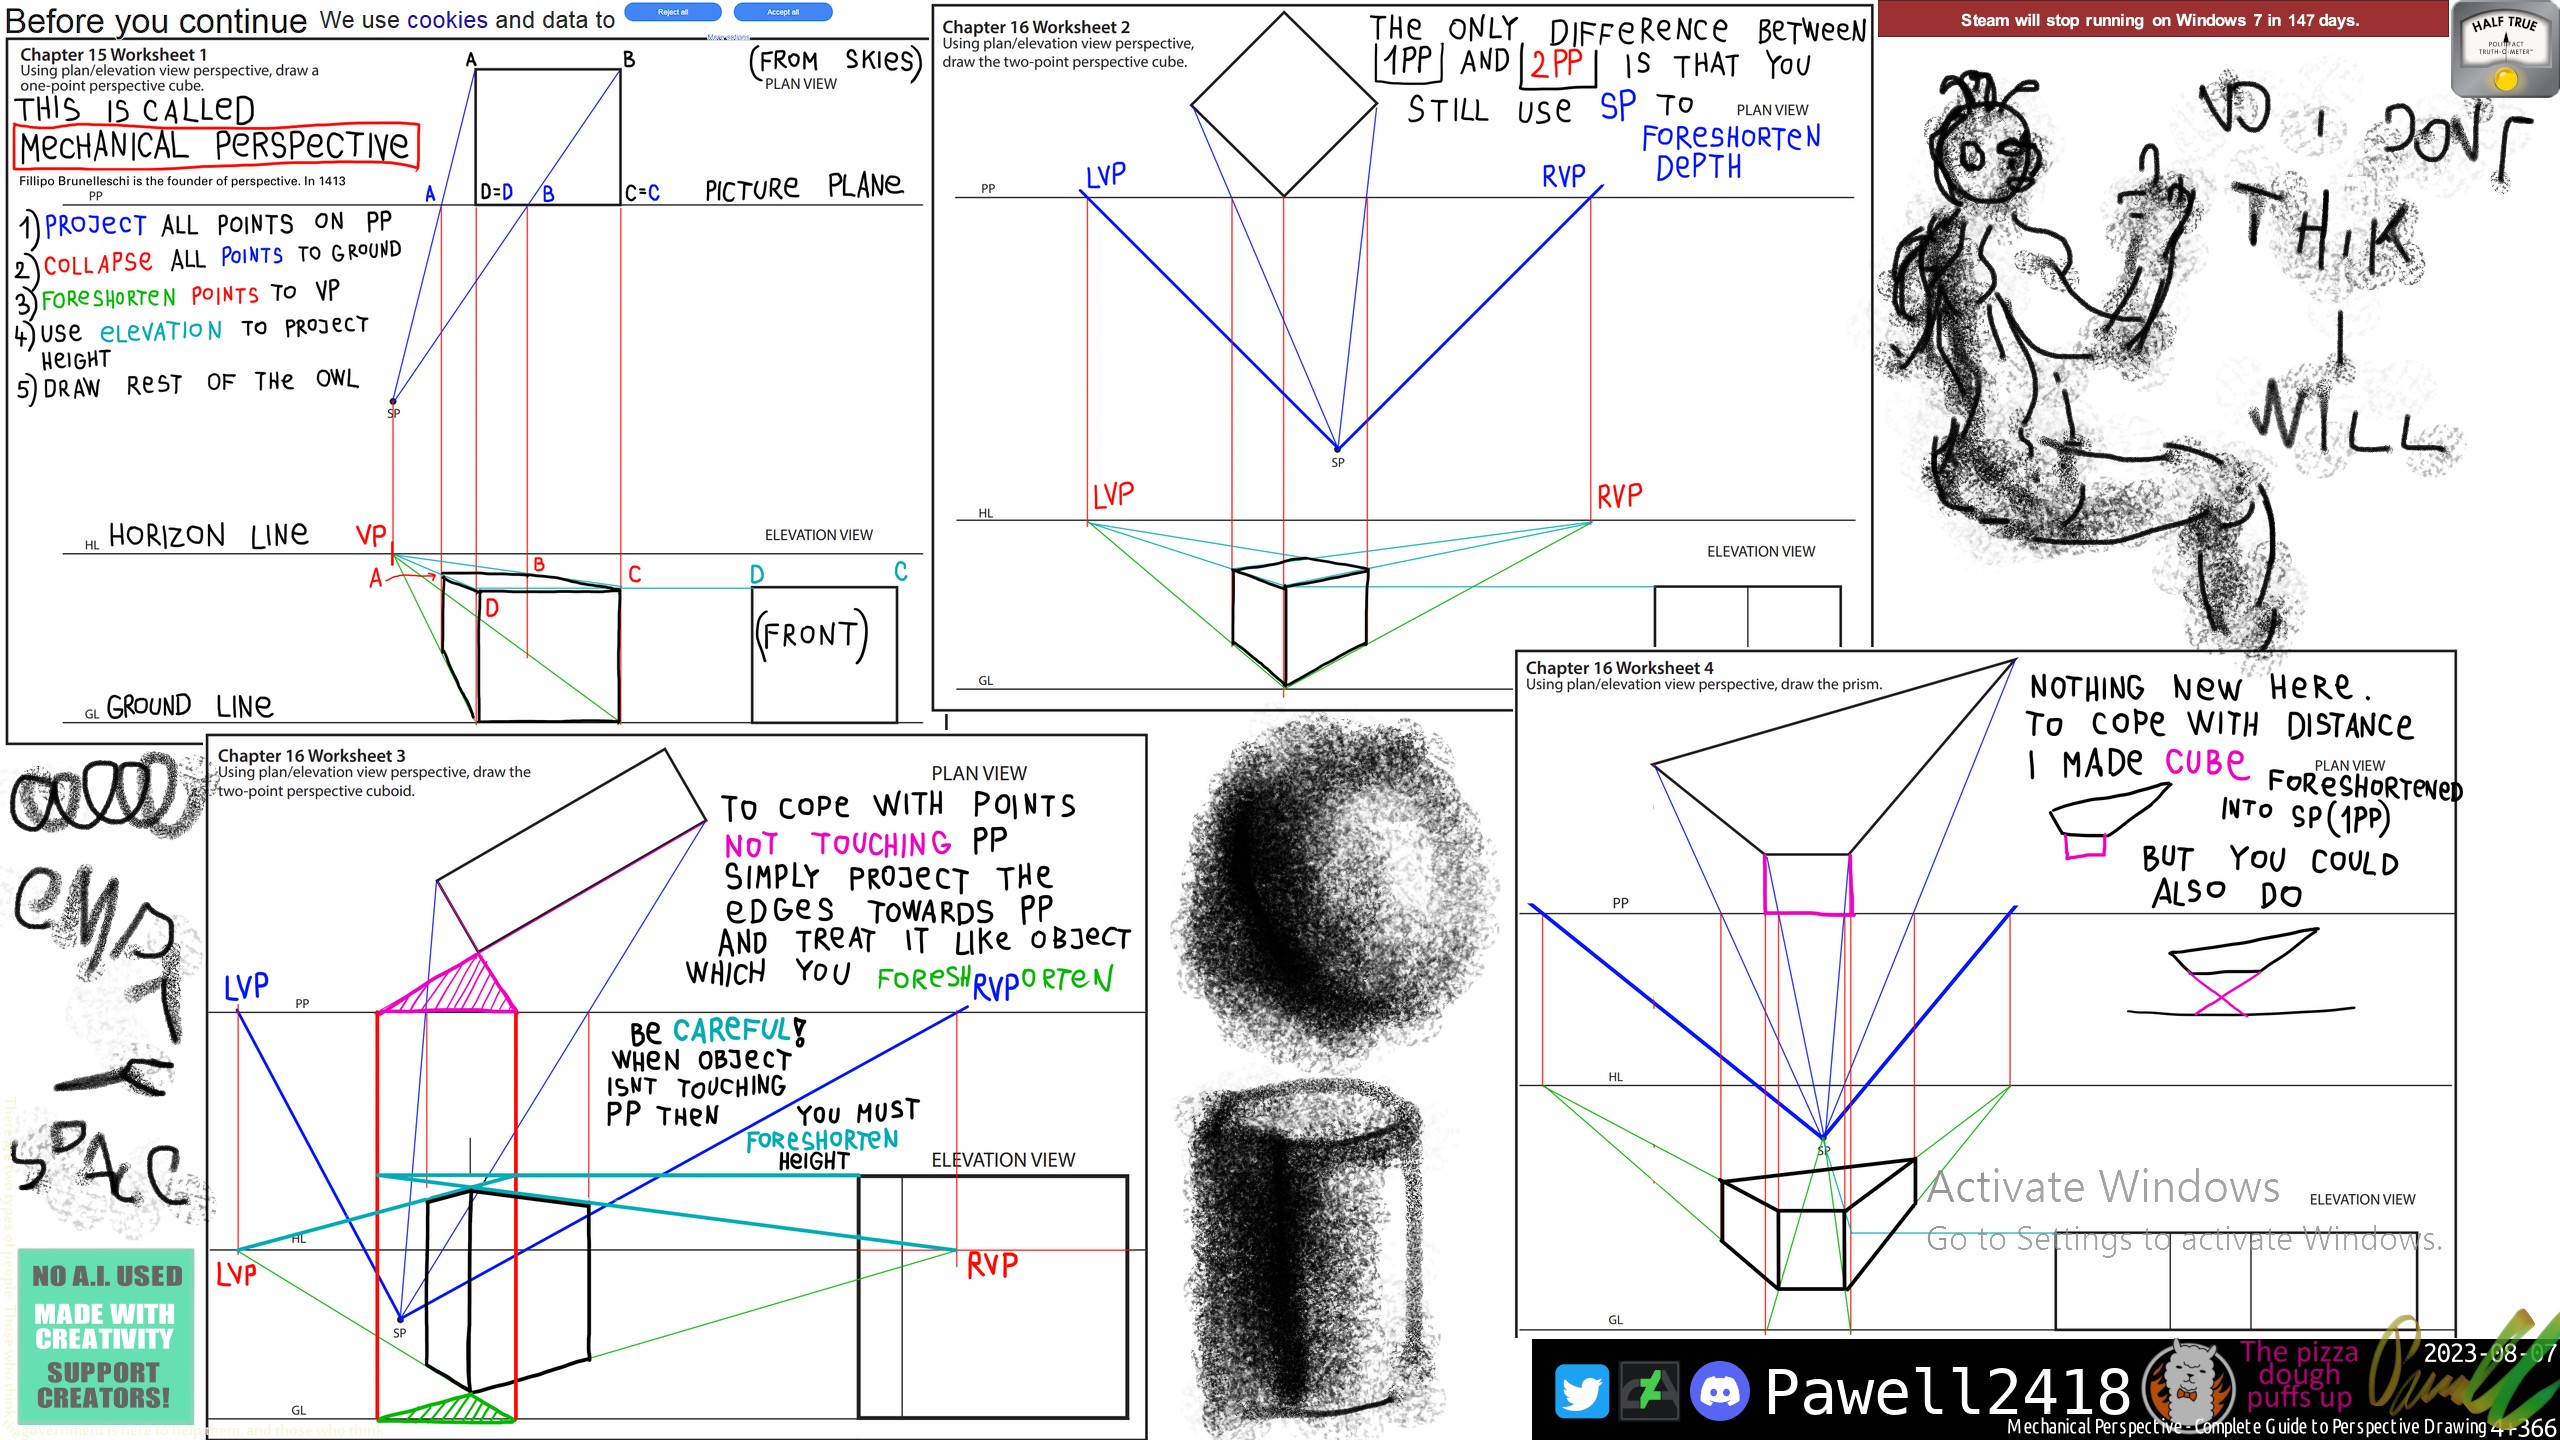 Before you continue We use cookies and data to
Reject all
Accept all
More options
Chapter 15 Worksheet 1
Using plan/elevation view perspective, draw a
one-point perspective cube.
THIS IS CALLED
MECHANICAL PERSPECTIVE
Fillipo Brunelleschi is the founder of perspective. In 1413
PP
1) PROJECT ALL POINTS ON PP
2) COLLAPSE ALL POINTS TO GROUND
3) FORESHORTEN POINTS TO VP
4) USE ELEVATION TO PROJECT
HEIGHT
5) DRAW REST OF THE OWL
A
B
(FROM SKIES)
PLAN VIEW
A
D=D
B
C=C
PICTURE PLANE
SP
HL HORIZON LINE
VP
ELEVATION VIEW
A
B
C
D
D
C
(FRONT)
GL GROUND LINE
Chapter 16 Worksheet 2
Using plan/elevation view perspective,
draw the two-point perspective cube.
THE ONLY DIFFERENCE BETWEEN
1PP AND 2PP IS THAT YOU
STILL USE SP TO
PLAN VIEW
FORESHORTEN
DEPTH
PP
LVP
RVP
SP
LVP
RVP
HL
ELEVATION VIEW
GL
Steam will stop running on Windows 7 in 147 days.
HALF TRUE
POLITIFACT
TRUTH-O-METER
I DONT
THIK
I
WILL
Chapter 16 Worksheet 3
Using plan/elevation view perspective, draw the
two-point perspective cuboid.
PLAN VIEW
TO COPE WITH POINTS
NOT TOUCHING PP
SIMPLY PROJECT THE
EDGES TOWARDS PP
AND TREAT IT LIKE OBJECT
WHICH YOU FORESHORTEN
LVP
PP
RVP
BE CAREFUL!
WHEN OBJECT
ISNT TOUCHING
PP THEN YOU MUST
FORESHORTEN
HEIGHT
ELEVATION VIEW
HL
LVP
RVP
SP
GL
Chapter 16 Worksheet 4
Using plan/elevation view perspective, draw the prism.
NOTHING NEW HERE.
TO COPE WITH DISTANCE
I MADE CUBE
PLAN VIEW
FORESHORTENED
INTO SP(1PP)
BUT YOU COULD
ALSO DO
PP
HL
SP
ELEVATION VIEW
GL
Activate Windows
Go to Settings to activate Windows.
NO A.I. USED
MADE WITH
CREATIVITY
SUPPORT
CREATORS!
Pawell2418
The pizza
dough
puffs up
2023-08-07
Mechanical Perspective - Complete Guide to Perspective Drawing 4+366